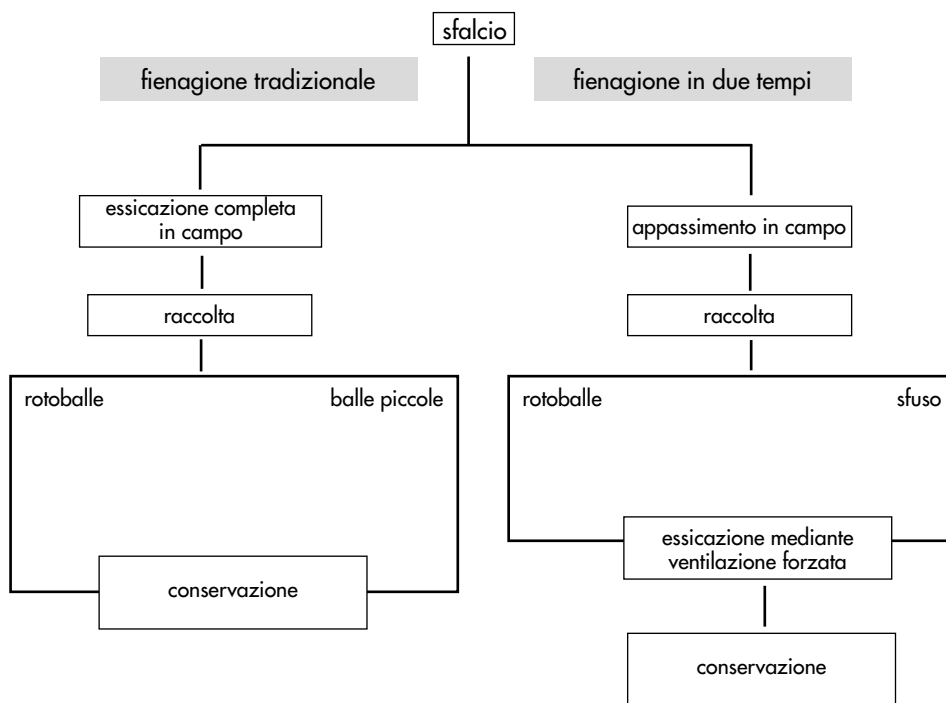 sfalcio
fienagione tradizionale
fienagione in due tempi
essicazione completa
in campo
appassimento in campo
raccolta
raccolta
rotoballe
balle piccole
rotoballe
sfuso
essicazione mediante
ventilazione forzata
conservazione
conservazione